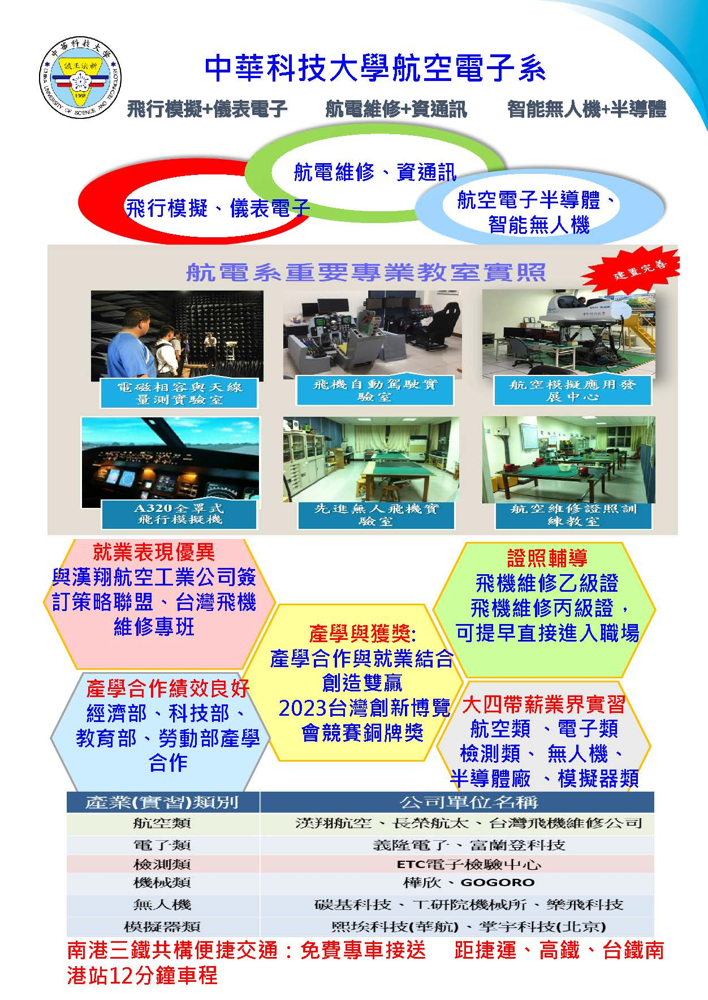 中華科技大學
誠正法新
1968
CHINA UNIVERSITY OF SCIENCE AND TECHNOLOGY
中華科技大學航空電子系
飛行模擬+儀表電子 航電維修+資通訊 智能無人機+半導體
航電維修、資通訊
飛行模擬、儀表電子
航空電子半導體、
智能無人機
航電系重要專業教室實照
建置完善
電磁相容與天線
量測實驗室
飛機自動駕駛實
驗室
航空模擬應用發
展中心
A320全罩式
飛行模擬機
先進無人飛機實
驗室
航空維修證照訓
練教室
就業表現優異
與漢翔航空工業公司簽
訂策略聯盟、台灣飛機
維修專班
證照輔導
飛機維修乙級證
飛機維修丙級證，
可提早直接進入職場
產學與獲獎:
產學合作與就業結合
創造雙贏
2023台灣創新博覽
會競賽銅牌獎
產學合作績效良好
經濟部、科技部、
教育部、勞動部產學
合作
大四帶薪業界實習
航空類 、電子類
檢測類、 無人機、
半導體廠 、模擬器類
產業(實習)類別 公司單位名稱
航空類 漢翔航空、長榮航太、台灣飛機維修公司
電子類 義隆電子、富蘭登科技
檢測類 ETC電子檢驗中心
機械類 樺欣、GOGORO
無人機 碳基科技、工研院機械所、樂飛科技
模擬器類 熙埃科技(華航)、掌宇科技(北京)
南港三鐵共構便捷交通：免費專車接送 距捷運、高鐵、台鐵南
港站12分鐘車程